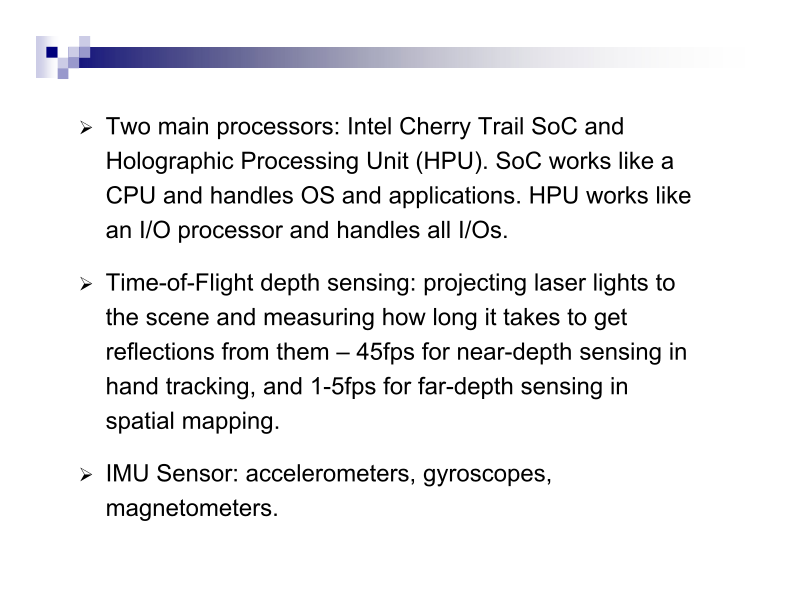 Two main processors: Intel Cherry Trail SoC and
Holographic Processing Unit (HPU). SoC works like a
CPU and handles OS and applications. HPU works like
an I/O processor and handles all I/Os.
Time-of-Flight depth sensing: projecting laser lights to
the scene and measuring how long it takes to get
reflections from them – 45fps for near-depth sensing in
hand tracking, and 1-5fps for far-depth sensing in
spatial mapping.
IMU Sensor: accelerometers, gyroscopes,
magnetometers.